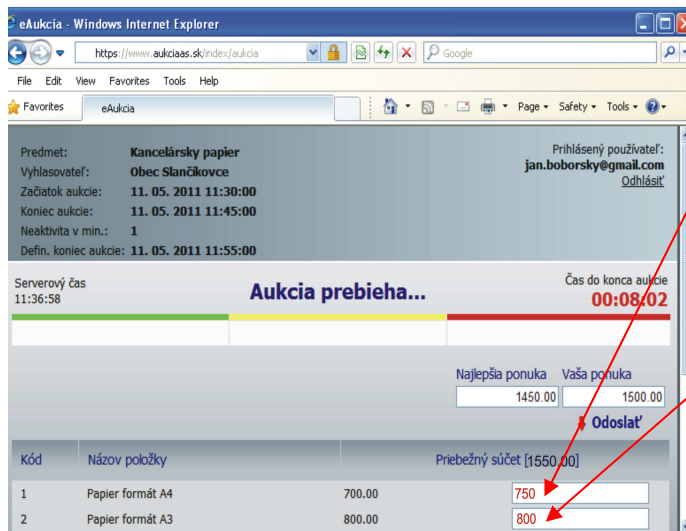 eAukcia - Windows Internet Explorer
https://www.aukciaas.sk/index/aukcia
Google
File Edit View Favorites Tools Help
Favorites eAukcia Page Safety Tools
Predmet: Kancelársky papier Prihlásený používateľ:
Vyhlasovateľ: Obec Slančíkovce jan.boborsky@gmail.com
Začiatok aukcie: 11. 05. 2011 11:30:00 Odhlásiť
Koniec aukcie: 11. 05. 2011 11:45:00
Neaktivita v min.: 1
Defin. koniec aukcie: 11. 05. 2011 11:55:00
Serverový čas Aukcia prebieha... Čas do konca aukcie
11:36:58 00:08:02
Najlepšia ponuka Vaša ponuka
1450.00 1500.00
Odoslať
Kód Názov položky Priebežný súčet [1550.00]
1 Papier formát A4 700.00 750
2 Papier formát A3 800.00 800